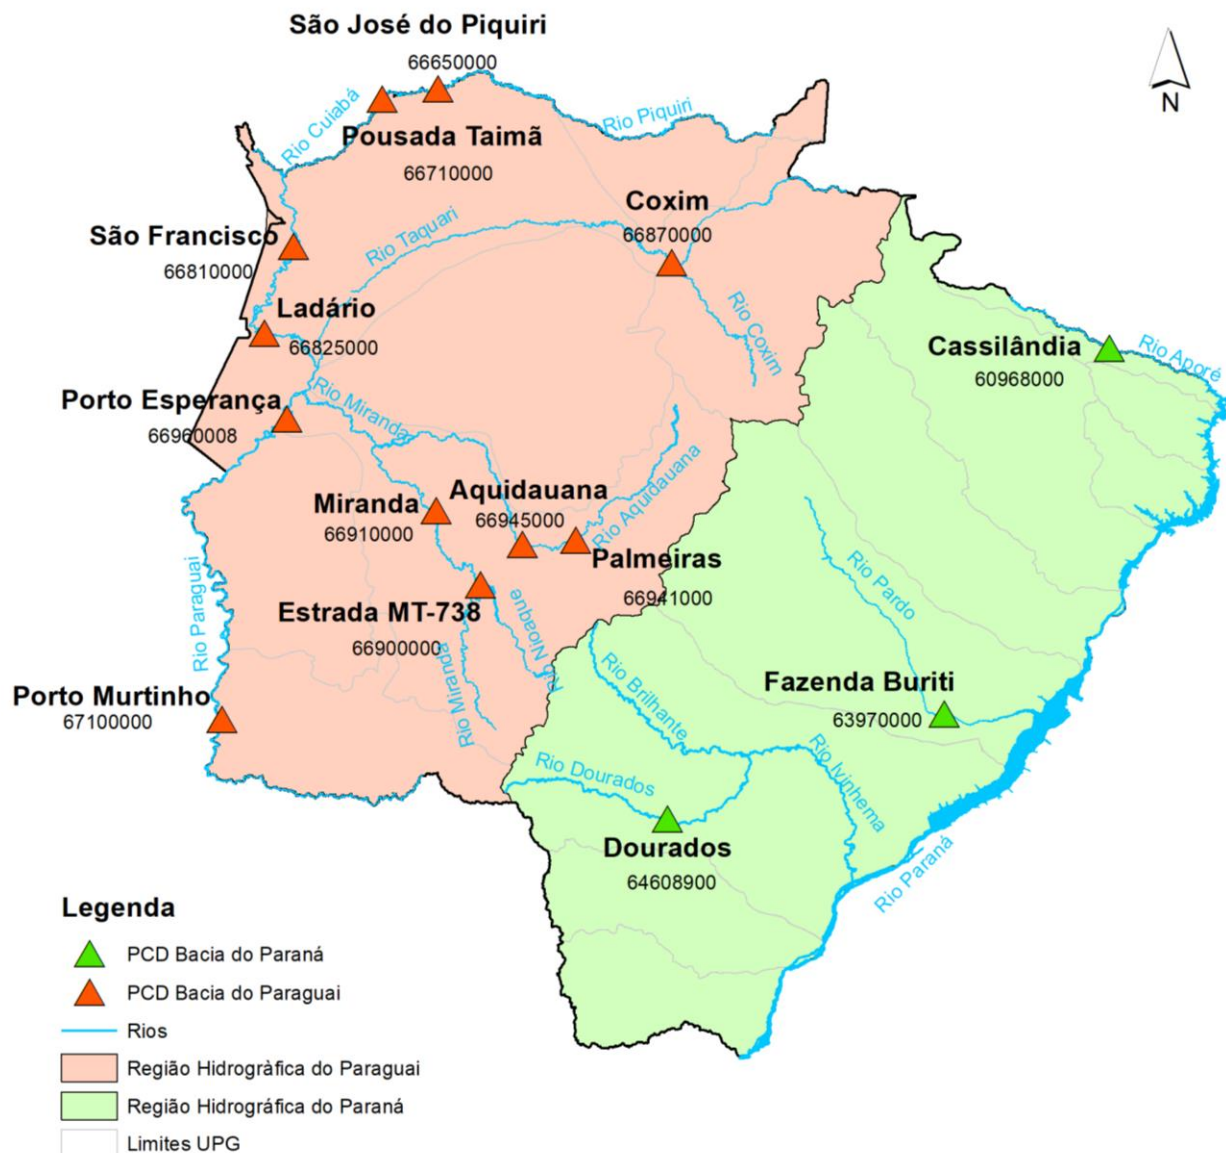 São José do Piquiri
66650000
N
Rio Cuiabá
Rio Piquiri
Pousada Taimã
66710000
Coxim
66870000
São Francisco
66810000
Rio Taquari
Ladário
66825000
Rio Coxim
Cassilândia
60968000
Rio Aporé
Porto Esperança
66960008
Rio Miranda
Miranda
66910000
Aquidauana
66945000
Rio Aquidauana
Palmeiras
66941000
Rio Paraguai
Estrada MT-738
66900000
Rio Nioaque
Rio Miranda
Rio Pardo
Porto Murtinho
67100000
Rio Brilhante
Fazenda Buriti
63970000
Rio Dourados
Rio Ivinhema
Dourados
64608900
Rio Paraná
Legenda
PCD Bacia do Paraná
PCD Bacia do Paraguai
Rios
Região Hidrogràfica do Paraguai
Região Hidrográfica do Paraná
Limites UPG